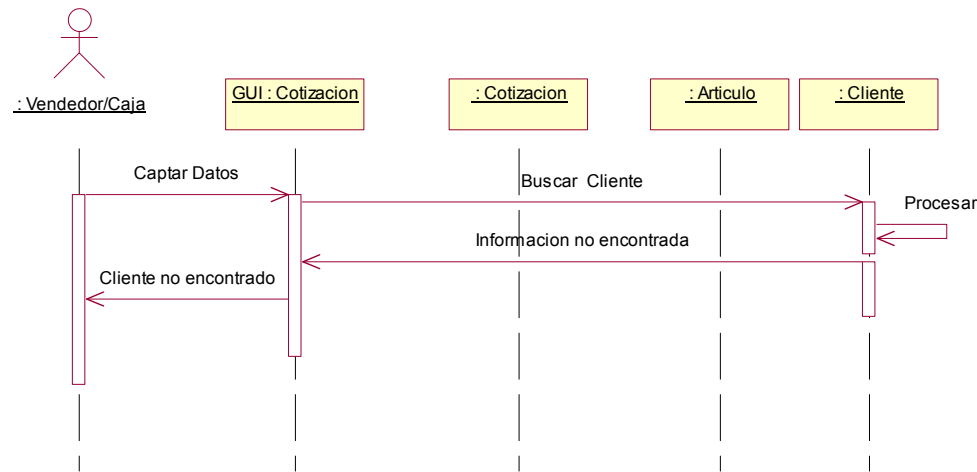 : Vendedor/Caja
GUI : Cotizacion
: Cotizacion
: Articulo
: Cliente
Captar Datos
Buscar Cliente
Procesar
Informacion no encontrada
Cliente no encontrado